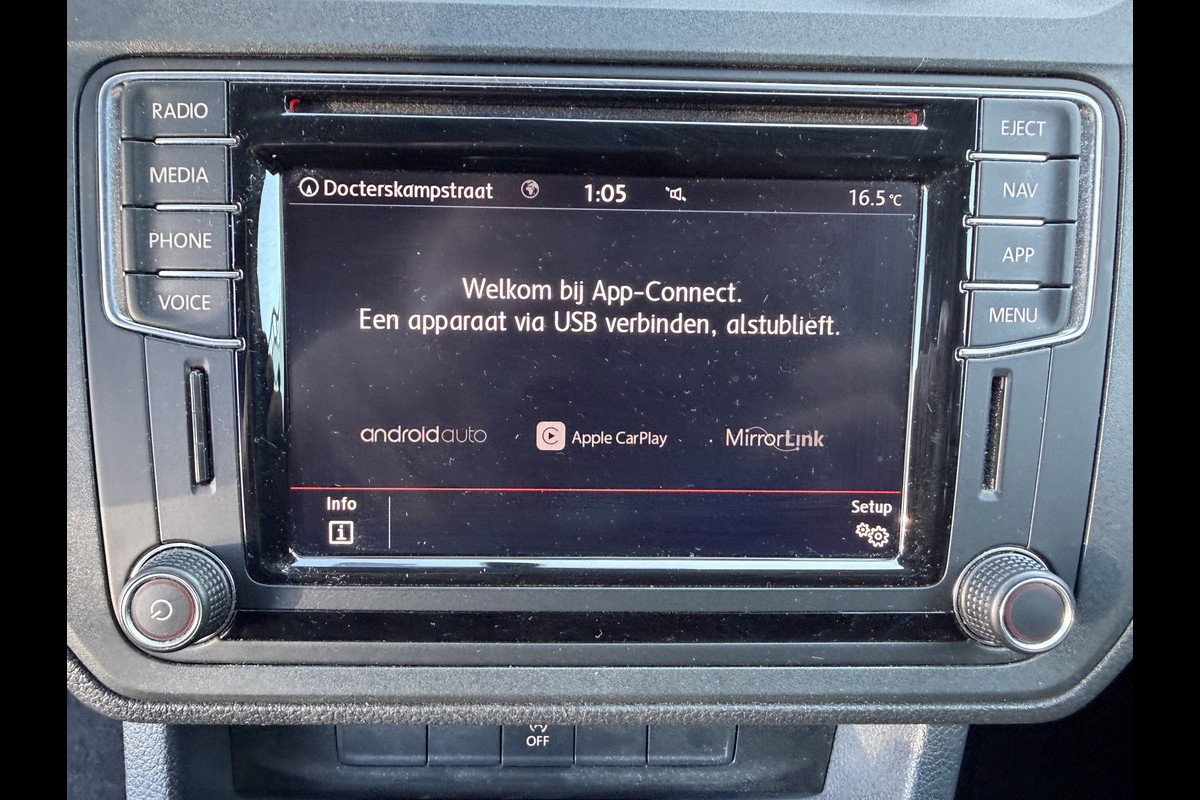 RADIO
MEDIA
PHONE
VOICE
EJECT
NAV
APP
MENU
Docterskampstraat 1:05 16.5°C
Welkom bij App-Connect.
Een apparaat via USB verbinden, alstublieft.
androidauto Apple CarPlay MirrorLink
Info Setup
i
OFF